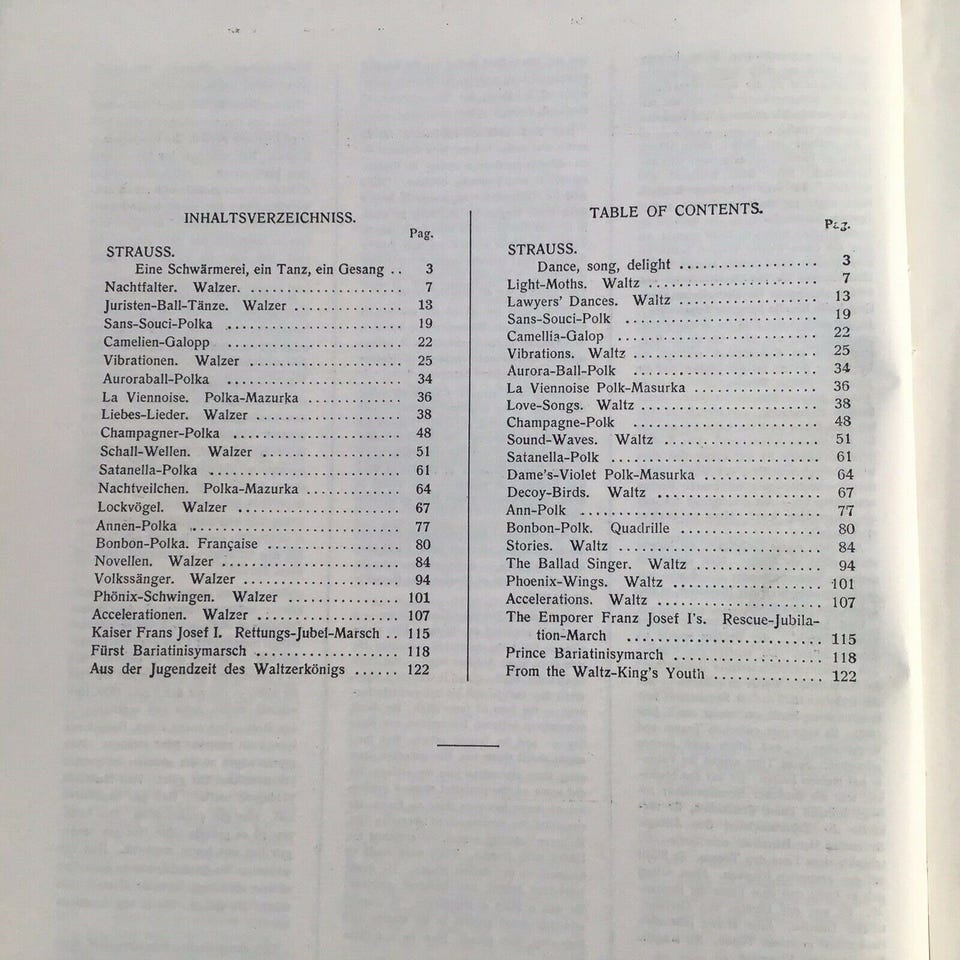 INHALTSVERZEICHNISS.
Pag.
STRAUSS.
Eine Schwärmerei, ein Tanz, ein Gesang .. 3
Nachtfalter. Walzer. ...................... 7
Juristen-Ball-Tänze. Walzer ............... 13
Sans-Souci-Polka ......................... 19
Camelien-Galopp ......................... 22
Vibrationen. Walzer ..................... 25
Auroraball-Polka ......................... 34
La Viennoise. Polka-Mazurka ............. 36
Liebes-Lieder. Walzer .................... 38
Champagner-Polka ........................ 48
Schall-Wellen. Walzer ................... 51
Satanella-Polka ........................... 61
Nachtveilchen. Polka-Mazurka ............ 64
Lockvögel. Walzer ....................... 67
Annen-Polka ............................. 77
Bonbon-Polka. Française ................. 80
Novellen. Walzer ........................ 84
Volkssänger. Walzer ..................... 94
Phönix-Schwingen. Walzer .............. 101
Accelerationen. Walzer .................. 107
Kaiser Frans Josef I. Rettungs-Jubel-Marsch .. 115
Fürst Bariatinisymarsch .................. 118
Aus der Jugendzeit des Waltzerkönigs ...... 122
TABLE OF CONTENTS.
Pag.
STRAUSS.
Dance, song, delight .................. 3
Light-Moths. Waltz ...................... 7
Lawyers' Dances. Waltz .................. 13
Sans-Souci-Polk ......................... 19
Camellia-Galop .......................... 22
Vibrations. Waltz ........................ 25
Aurora-Ball-Polk ......................... 34
La Viennoise Polk-Masurka ................ 36
Love-Songs. Waltz ....................... 38
Champagne-Polk ........................ 48
Sound-Waves. Waltz .................... 51
Satanella-Polk ........................... 61
Dame's-Violet Polk-Masurka ............... 64
Decoy-Birds. Waltz ..................... 67
Ann-Polk ............................... 77
Bonbon-Polk. Quadrille .................. 80
Stories. Waltz .......................... 84
The Ballad Singer. Waltz ................. 94
Phoenix-Wings. Waltz .................. 101
Accelerations. Waltz ..................... 107
The Emporer Franz Josef I's. Rescue-Jubila-
tion-March ........................ 115
Prince Bariatinisymarch .................. 118
From the Waltz-King's Youth .............. 122